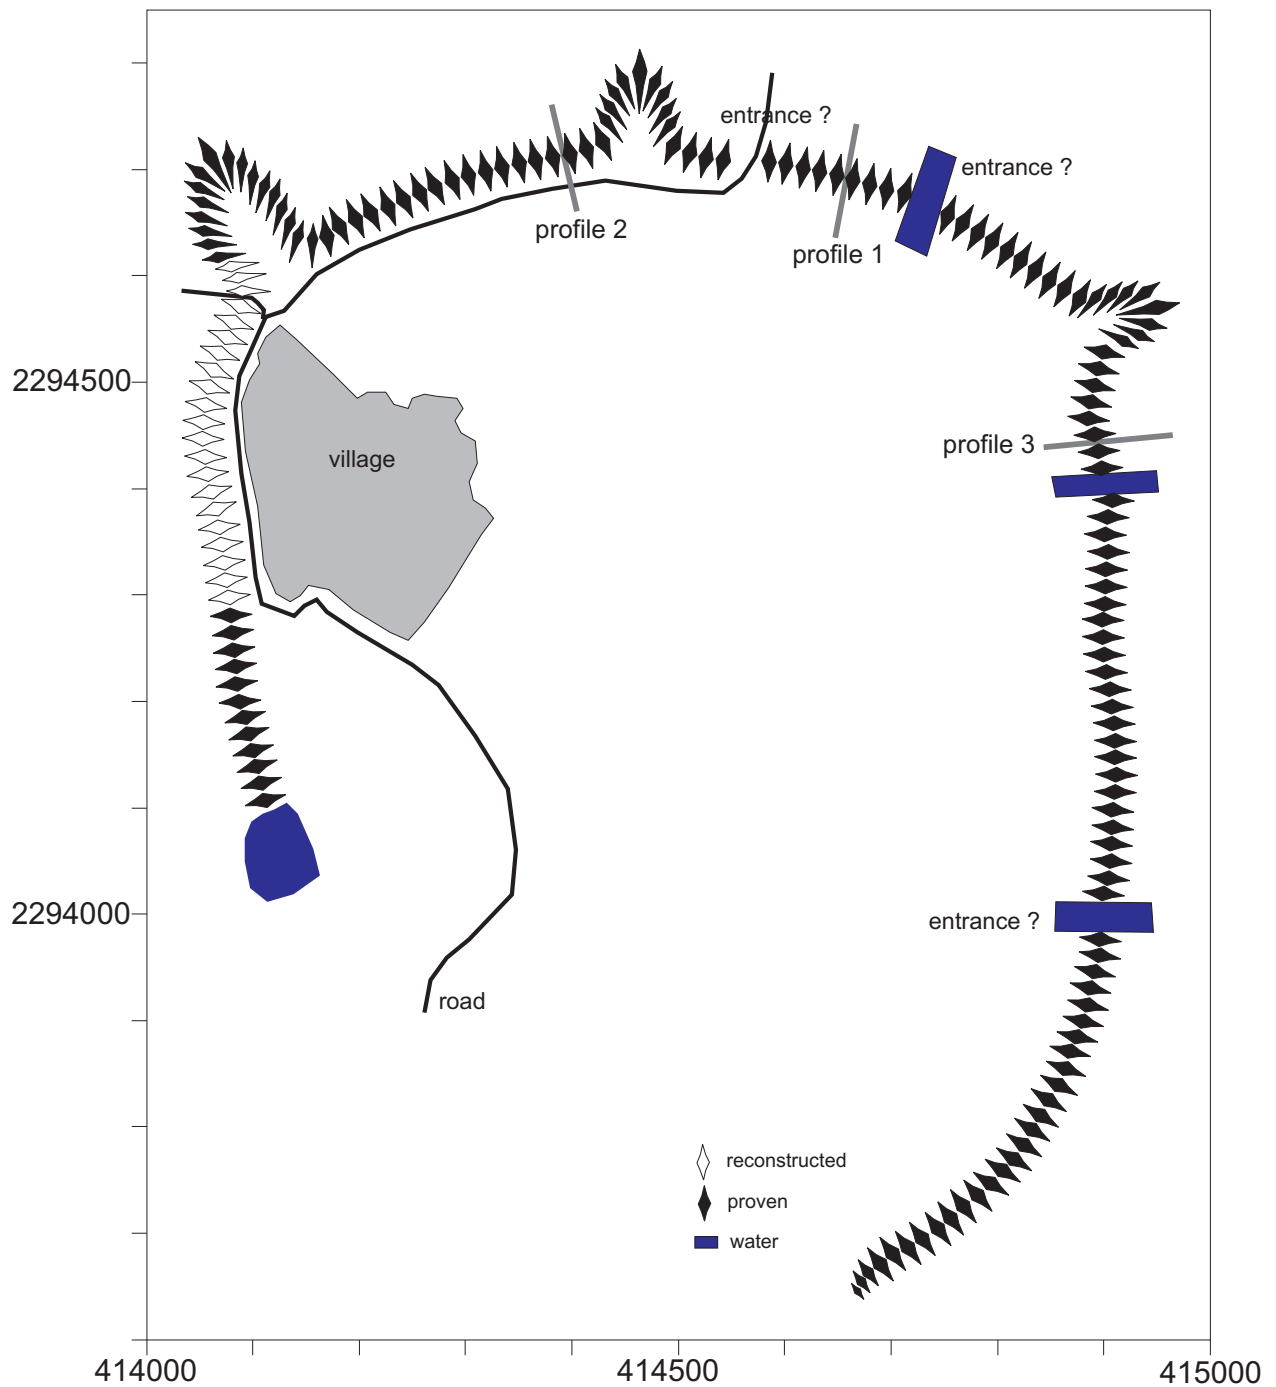 entrance ?
entrance ?
profile 2
profile 1
2294500
profile 3
village
2294000
entrance ?
road
reconstructed
proven
water
414000
414500
415000